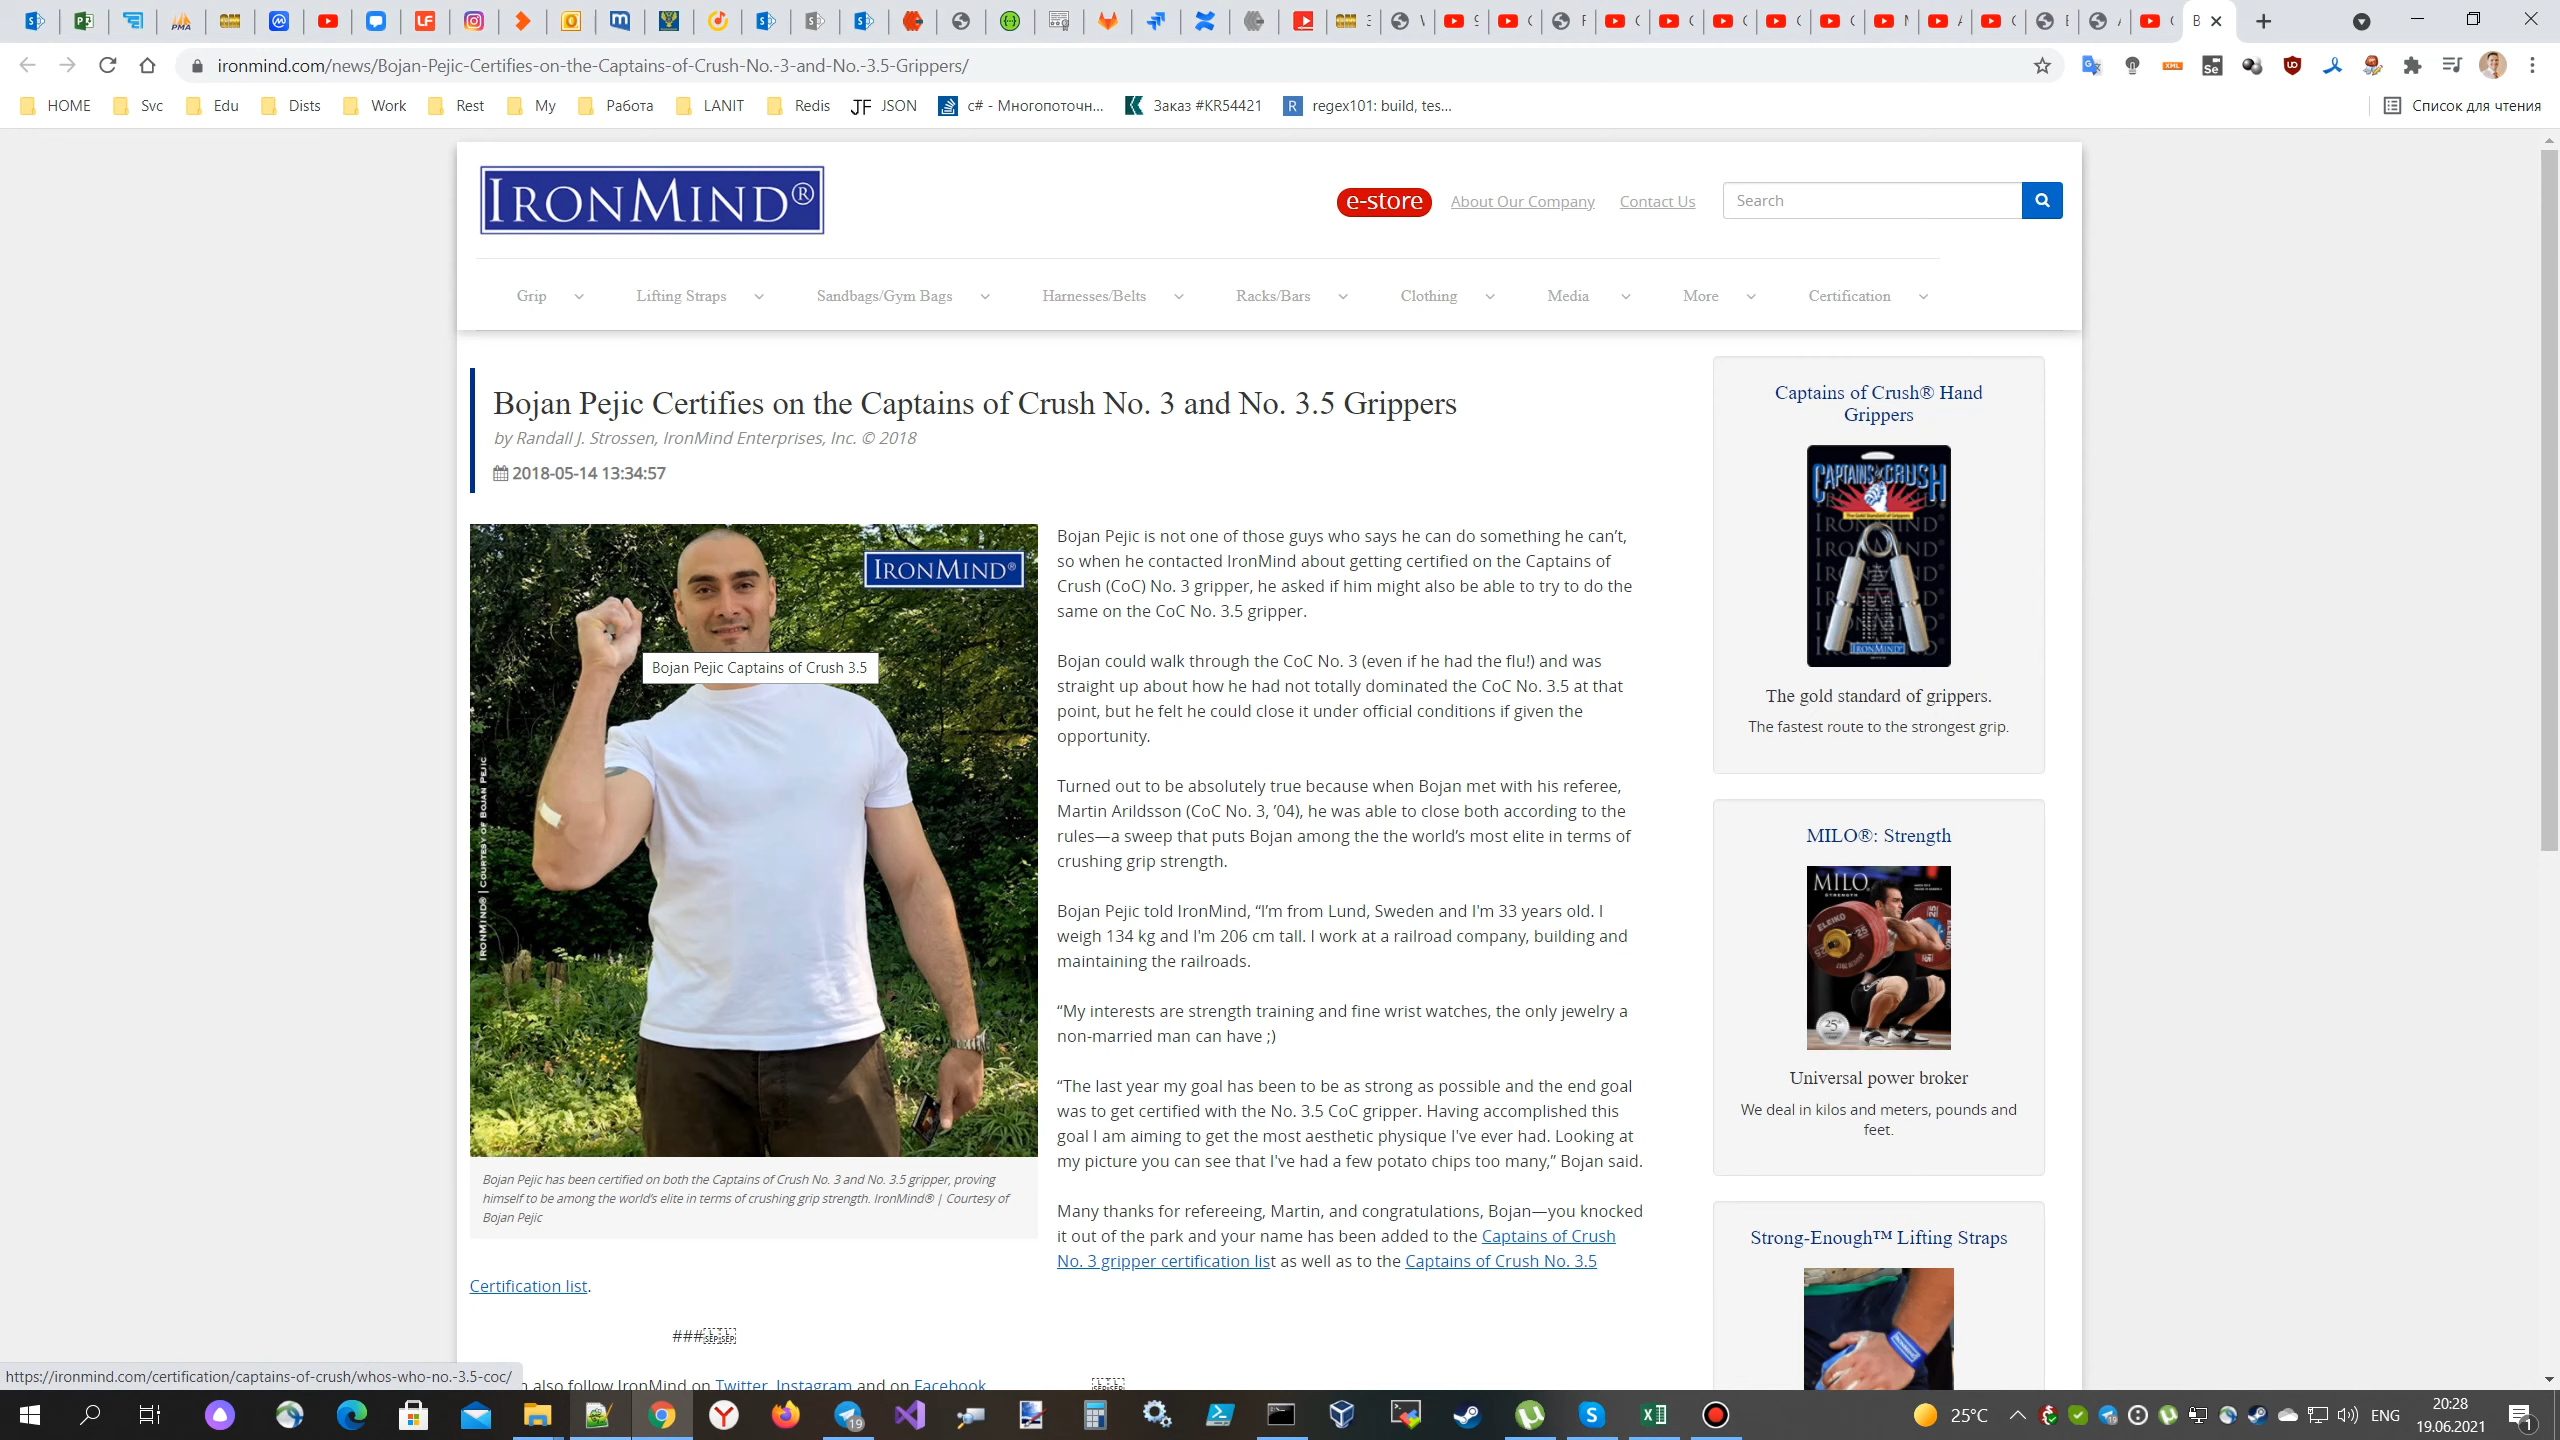 ironmind.com/news/Bojan-Pejic-Certifies-on-the-Captains-of-Crush-No.-3-and-No.-3.5-Grippers/
HOME Svc Edu Dists Work Rest My Работа LANIT Redis JSON c# - Многопоточн... Заказ #KR54421 regex101: build, tes... Список для чтения
IRONMIND®
e-store About Our Company Contact Us Search
Grip Lifting Straps Sandbags/Gym Bags Harnesses/Belts Racks/Bars Clothing Media More Certification
Bojan Pejic Certifies on the Captains of Crush No. 3 and No. 3.5 Grippers
by Randall J. Strossen, IronMind Enterprises, Inc. © 2018
2018-05-14 13:34:57
IRONMIND®
Bojan Pejic Captains of Crush 3.5
IRONMIND® | COURTESY OF BOJAN PEJIC
Bojan Pejic has been certified on both the Captains of Crush No. 3 and No. 3.5 gripper, proving
himself to be among the world's elite in terms of crushing grip strength. IronMind® | Courtesy of
Bojan Pejic
Bojan Pejic is not one of those guys who says he can do something he can’t,
so when he contacted IronMind about getting certified on the Captains of
Crush (CoC) No. 3 gripper, he asked if him might also be able to try to do the
same on the CoC No. 3.5 gripper.
Bojan could walk through the CoC No. 3 (even if he had the flu!) and was
straight up about how he had not totally dominated the CoC No. 3.5 at that
point, but he felt he could close it under official conditions if given the
opportunity.
Turned out to be absolutely true because when Bojan met with his referee,
Martin Arildsson (CoC No. 3, ’04), he was able to close both according to the
rules—a sweep that puts Bojan among the the world’s most elite in terms of
crushing grip strength.
Bojan Pejic told IronMind, “I’m from Lund, Sweden and I'm 33 years old. I
weigh 134 kg and I'm 206 cm tall. I work at a railroad company, building and
maintaining the railroads.
“My interests are strength training and fine wrist watches, the only jewelry a
non-married man can have ;)
“The last year my goal has been to be as strong as possible and the end goal
was to get certified with the No. 3.5 CoC gripper. Having accomplished this
goal I am aiming to get the most aesthetic physique I've ever had. Looking at
my picture you can see that I've had a few potato chips too many,” Bojan said.
Many thanks for refereeing, Martin, and congratulations, Bojan—you knocked
it out of the park and your name has been added to the Captains of Crush
No. 3 gripper certification list as well as to the Captains of Crush No. 3.5
Certification list.
###
also follow IronMind on Twitter, Instagram and on Facebook
Captains of Crush® Hand
Grippers
CAPTAINS of CRUSH
IRONMIND
The gold standard of grippers.
The fastest route to the strongest grip.
MILO®: Strength
MILO
STRENGTH
ELEIKO
25
Universal power broker
We deal in kilos and meters, pounds and
feet.
Strong-Enough™ Lifting Straps
https://ironmind.com/certification/captains-of-crush/whos-who-no.-3.5-coc/
19
25°C ENG
20:28
19.06.2021
1